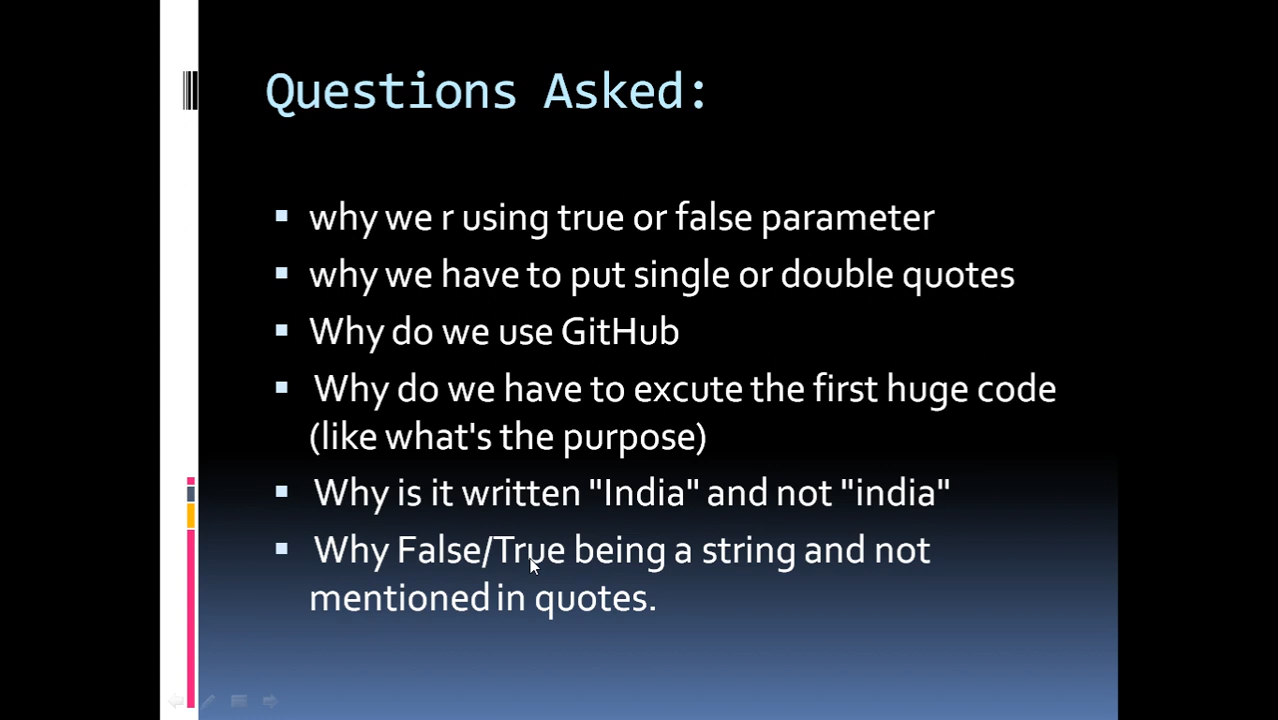 Questions Asked:
why we r using true or false parameter
why we have to put single or double quotes
Why do we use GitHub
Why do we have to excute the first huge code
(like what's the purpose)
Why is it written "India" and not "india"
Why False/True being a string and not
mentioned in quotes.